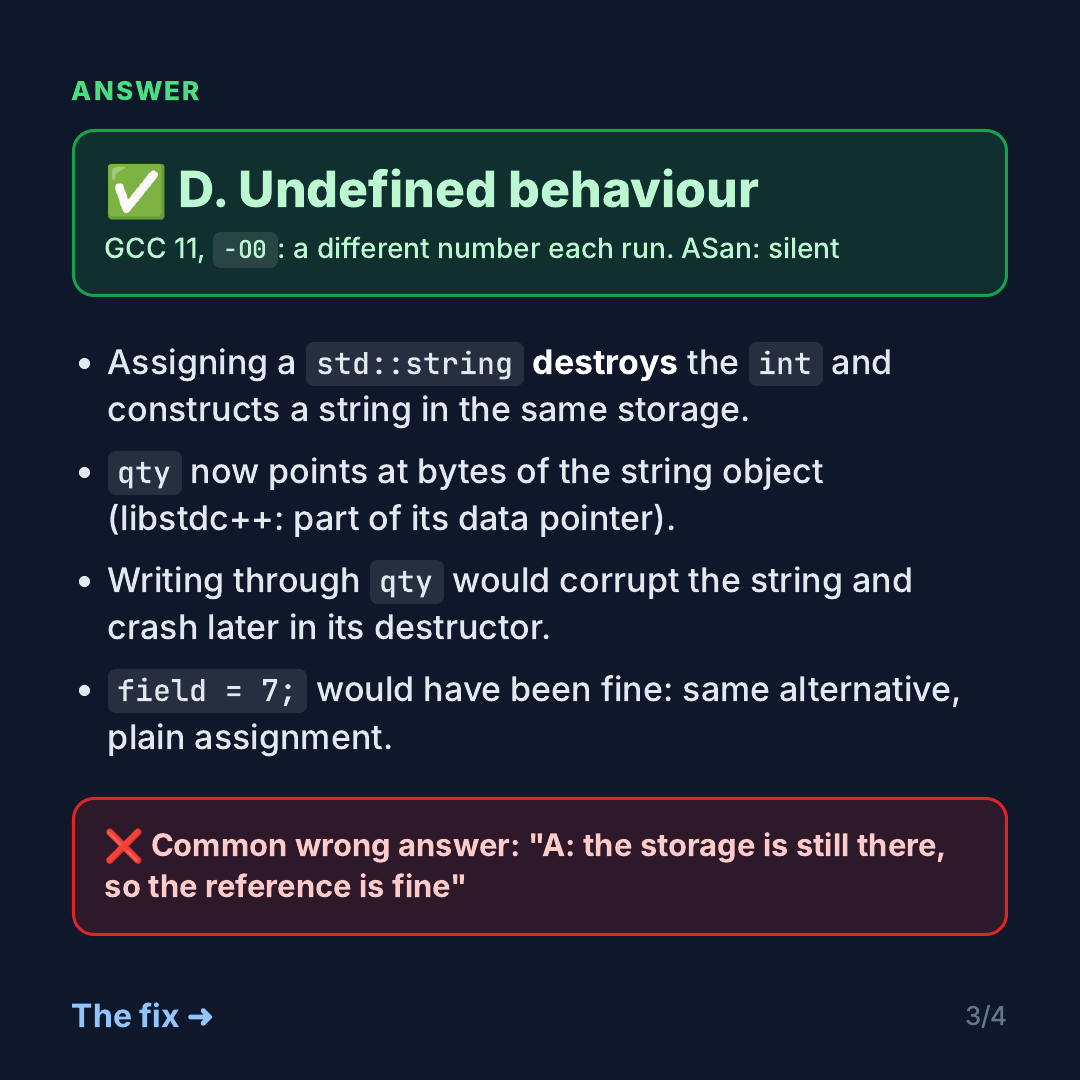 ANSWER
✅ D. Undefined behaviour
GCC 11, -O0: a different number each run. ASan: silent
• Assigning a std::string destroys the int and
constructs a string in the same storage.
• qty now points at bytes of the string object
(libstdc++: part of its data pointer).
• Writing through qty would corrupt the string and
crash later in its destructor.
• field = 7; would have been fine: same alternative,
plain assignment.
❌ Common wrong answer: "A: the storage is still there,
so the reference is fine"
The fix ➜
3/4